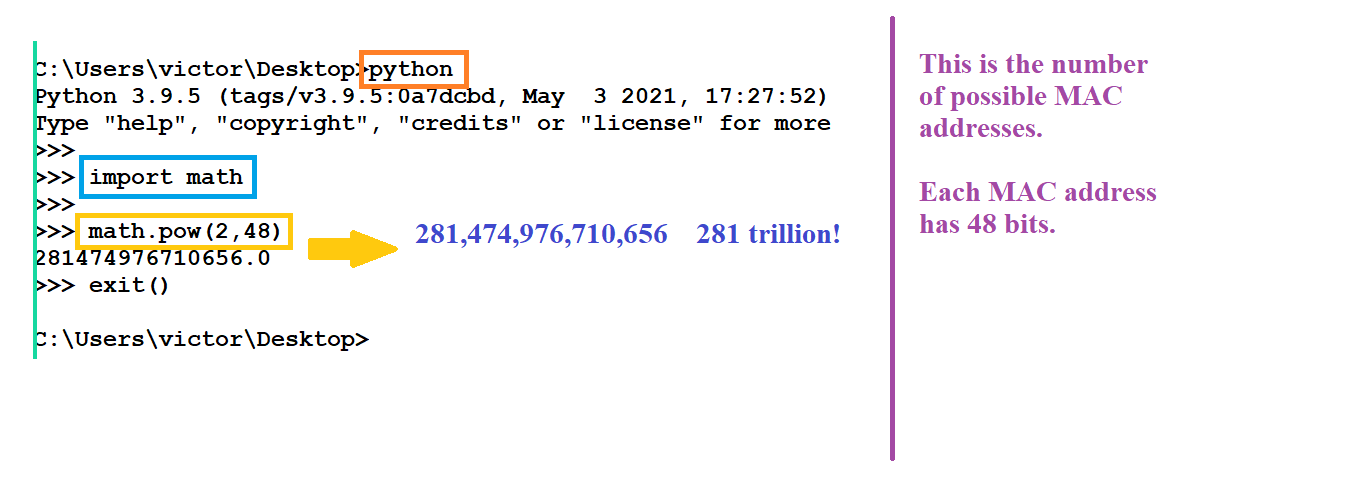 C:\Users\victor\Desktop>python
Python 3.9.5 (tags/v3.9.5:0a7dcbd, May  3 2021, 17:27:52)
Type "help", "copyright", "credits" or "license" for more
>>>
>>> import math
>>>
>>> math.pow(2,48)
281474976710656.0
>>> exit()
C:\Users\victor\Desktop>
281,474,976,710,656    281 trillion!
This is the number
of possible MAC
addresses.
Each MAC address
has 48 bits.